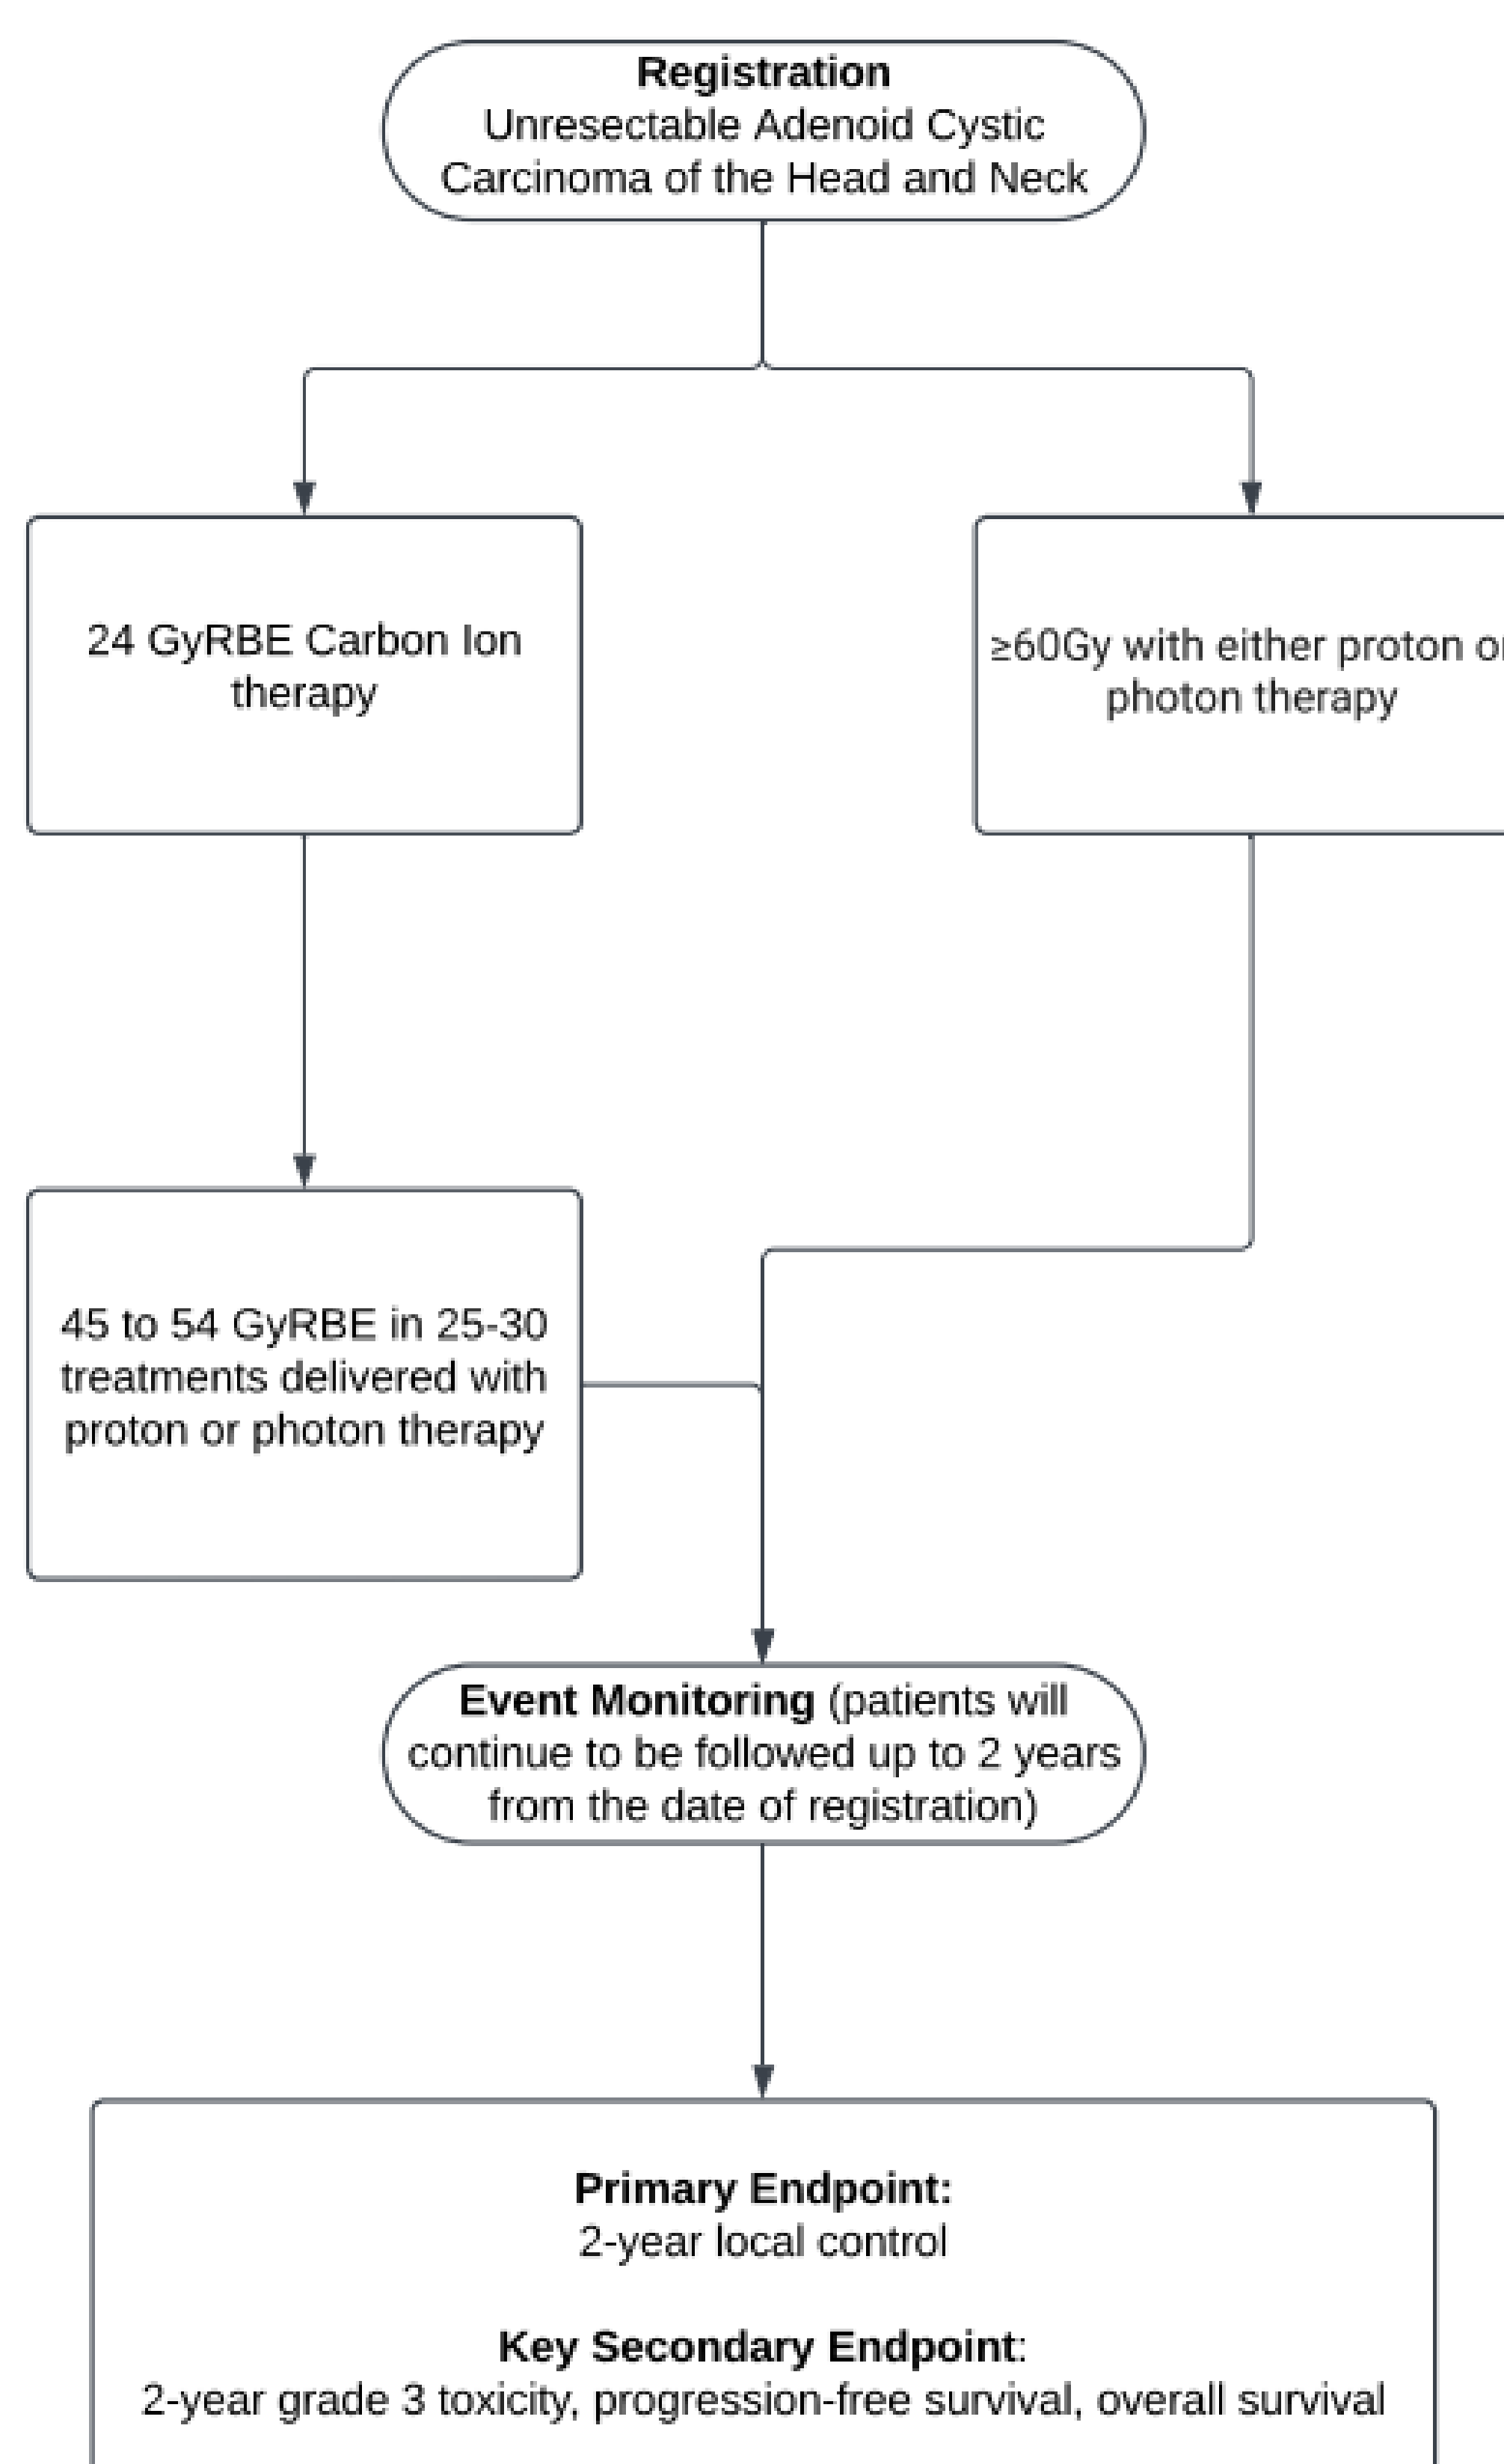 Registration
Unresectable Adenoid Cystic
Carcinoma of the Head and Neck
24 GyRBE Carbon Ion
therapy
≥60Gy with either proton or
photon therapy
45 to 54 GyRBE in 25-30
treatments delivered with
proton or photon therapy
Event Monitoring (patients will
continue to be followed up to 2 years
from the date of registration)
Primary Endpoint:
2-year local control
Key Secondary Endpoint:
2-year grade 3 toxicity, progression-free survival, overall survival